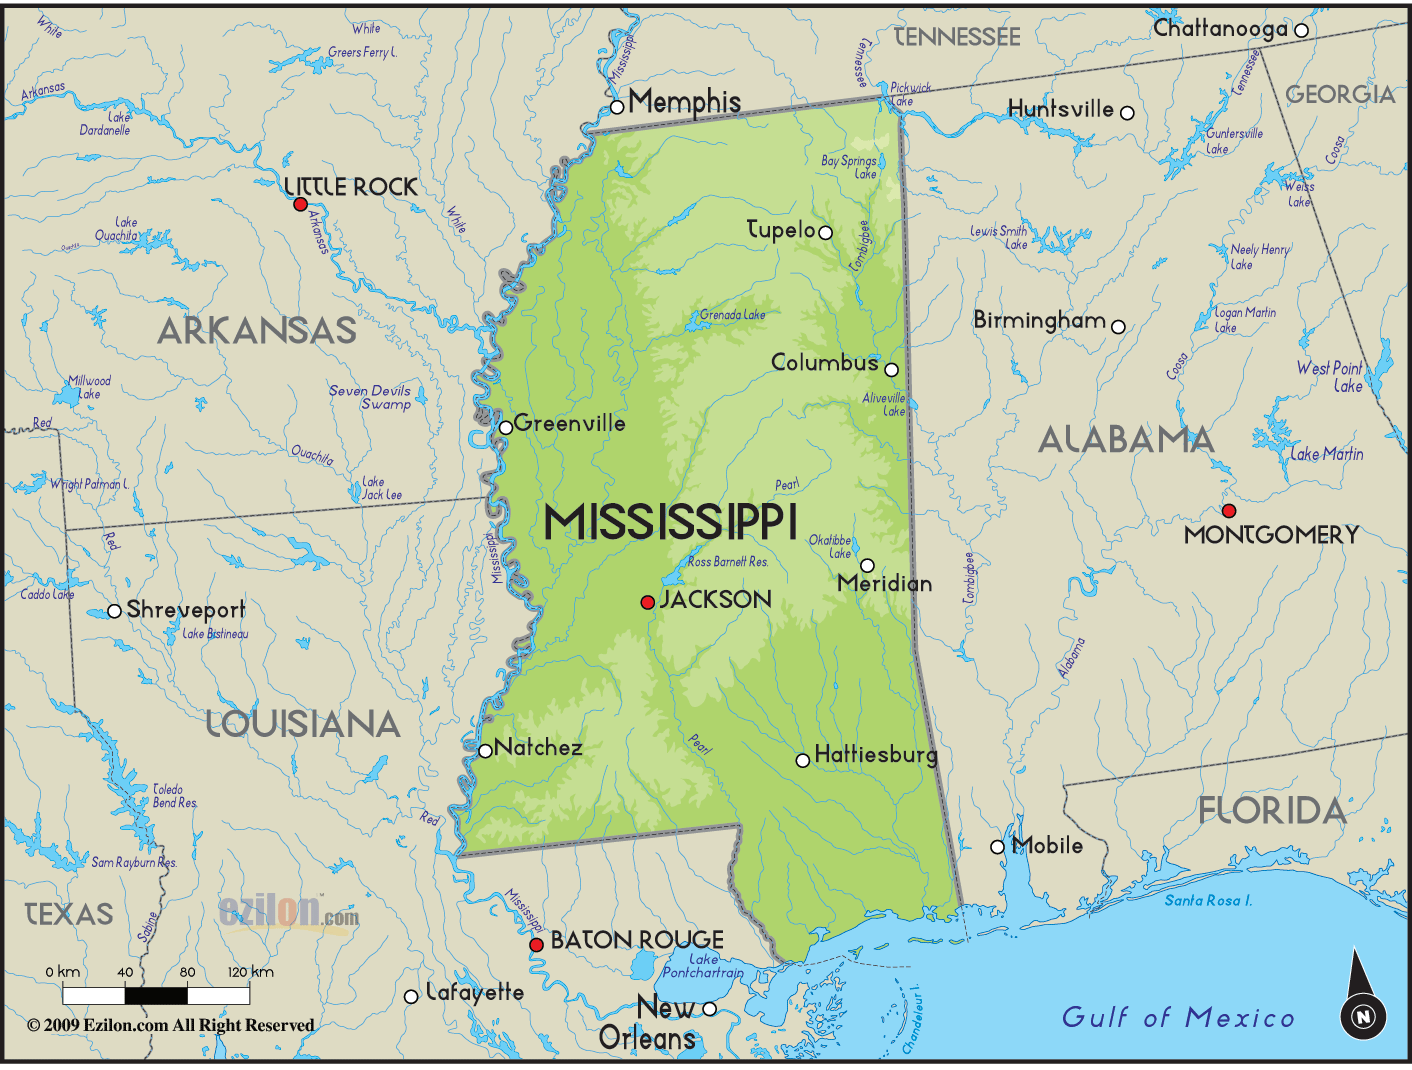 White
White
Greers Ferry l.
Mississippi
Tennessee
TENNESSEE
Chattanooga
Arkansas
Lake
Dardanelle
Memphis
Pickwick
Lake
Huntsville
Tennessee
GEORGIA
Guntersville
Lake
Coosa
LITTLE ROCK
Arkansas
White
Bay Springs
Lake
Weiss
Lake
Lake
Ouachita
Ouachita
Tupelo
Tombigbee
Lewis Smith
Lake
Neely Henry
Lake
ARKANSAS
Grenada Lake
Birmingham
Logan Martin
Lake
Columbus
Coosa
West Point
Lake
Millwood
Lake
Seven Devils
Swamp
Aliveville
Lake
Red
Greenville
ALABAMA
Ouachita
Lake Martin
Wright Patman l.
Lake
Jack Lee
Pearl
MISSISSIPPI
MONTGOMERY
Red
Mississippi
Okatibbe
Lake
Ross Barnett Res.
Meridian
Tombigbee
Caddo Lake
Shreveport
JACKSON
Lake Bistineau
Alabama
LOUISIANA
Natchez
Pearl
Hattiesburg
Toledo
Bend Res.
FLORIDA
Red
Mobile
Sam Rayburn Res.
TEXAS
Sabine
ezilon.com
Mississippi
Santa Rosa I.
BATON ROUGE
Lake
Pontchartrain
0 km 40 80 120 km
Lafayette
New
Orleans
Chandeleur I.
Gulf of Mexico
N
© 2009 Ezilon.com All Right Reserved